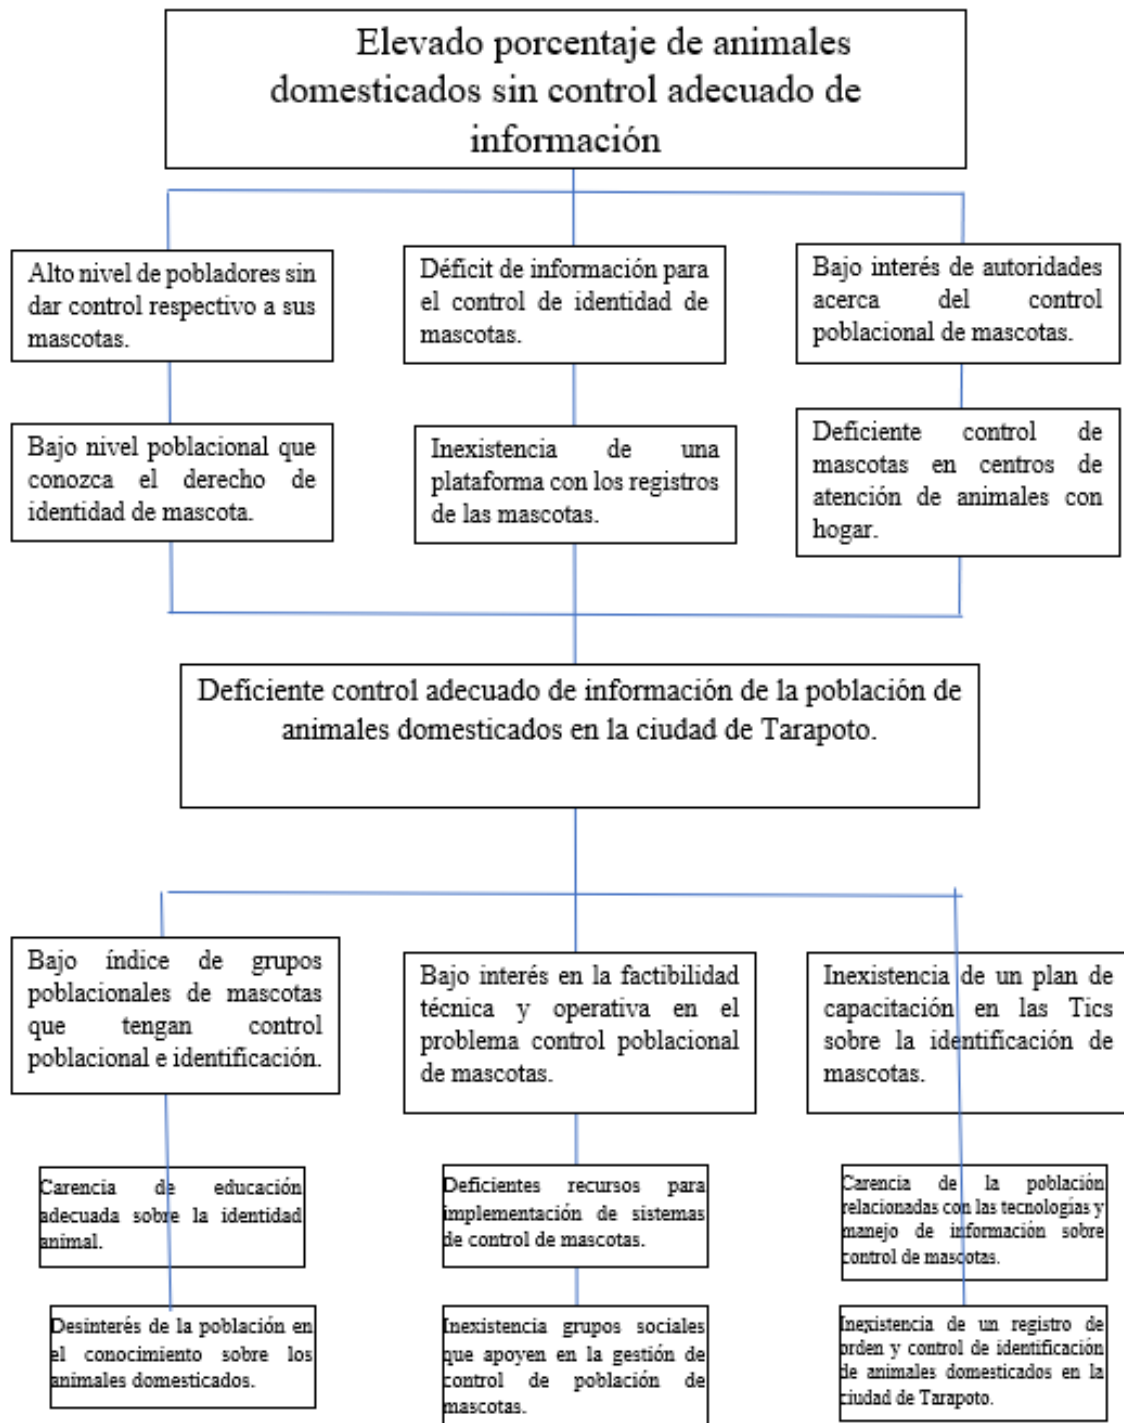 Elevado porcentaje de animales
domesticados sin control adecuado de
información
Alto nivel de pobladores sin
dar control respectivo a sus
mascotas.
Déficit de información para
el control de identidad de
mascotas.
Bajo interés de autoridades
acerca del control
poblacional de mascotas.
Bajo nivel poblacional que
conozca el derecho de
identidad de mascota.
Inexistencia de una
plataforma con los registros
de las mascotas.
Deficiente control de
mascotas en centros de
atención de animales con
hogar.
Deficiente control adecuado de información de la población de
animales domesticados en la ciudad de Tarapoto.
Bajo índice de grupos
poblacionales de mascotas
que tengan control
poblacional e identificación.
Bajo interés en la factibilidad
técnica y operativa en el
problema control poblacional
de mascotas.
Inexistencia de un plan de
capacitación en las Tics
sobre la identificación de
mascotas.
Carencia de educación
adecuada sobre la identidad
animal.
Deficientes recursos para
implementación de sistemas
de control de mascotas.
Carencia de la población
relacionadas con las tecnologías y
manejo de información sobre
control de mascotas.
Desinterés de la población en
el conocimiento sobre los
animales domesticados.
Inexistencia grupos sociales
que apoyen en la gestión de
control de población de
mascotas.
Inexistencia de un registro de
orden y control de identificación
de animales domesticados en la
ciudad de Tarapoto.